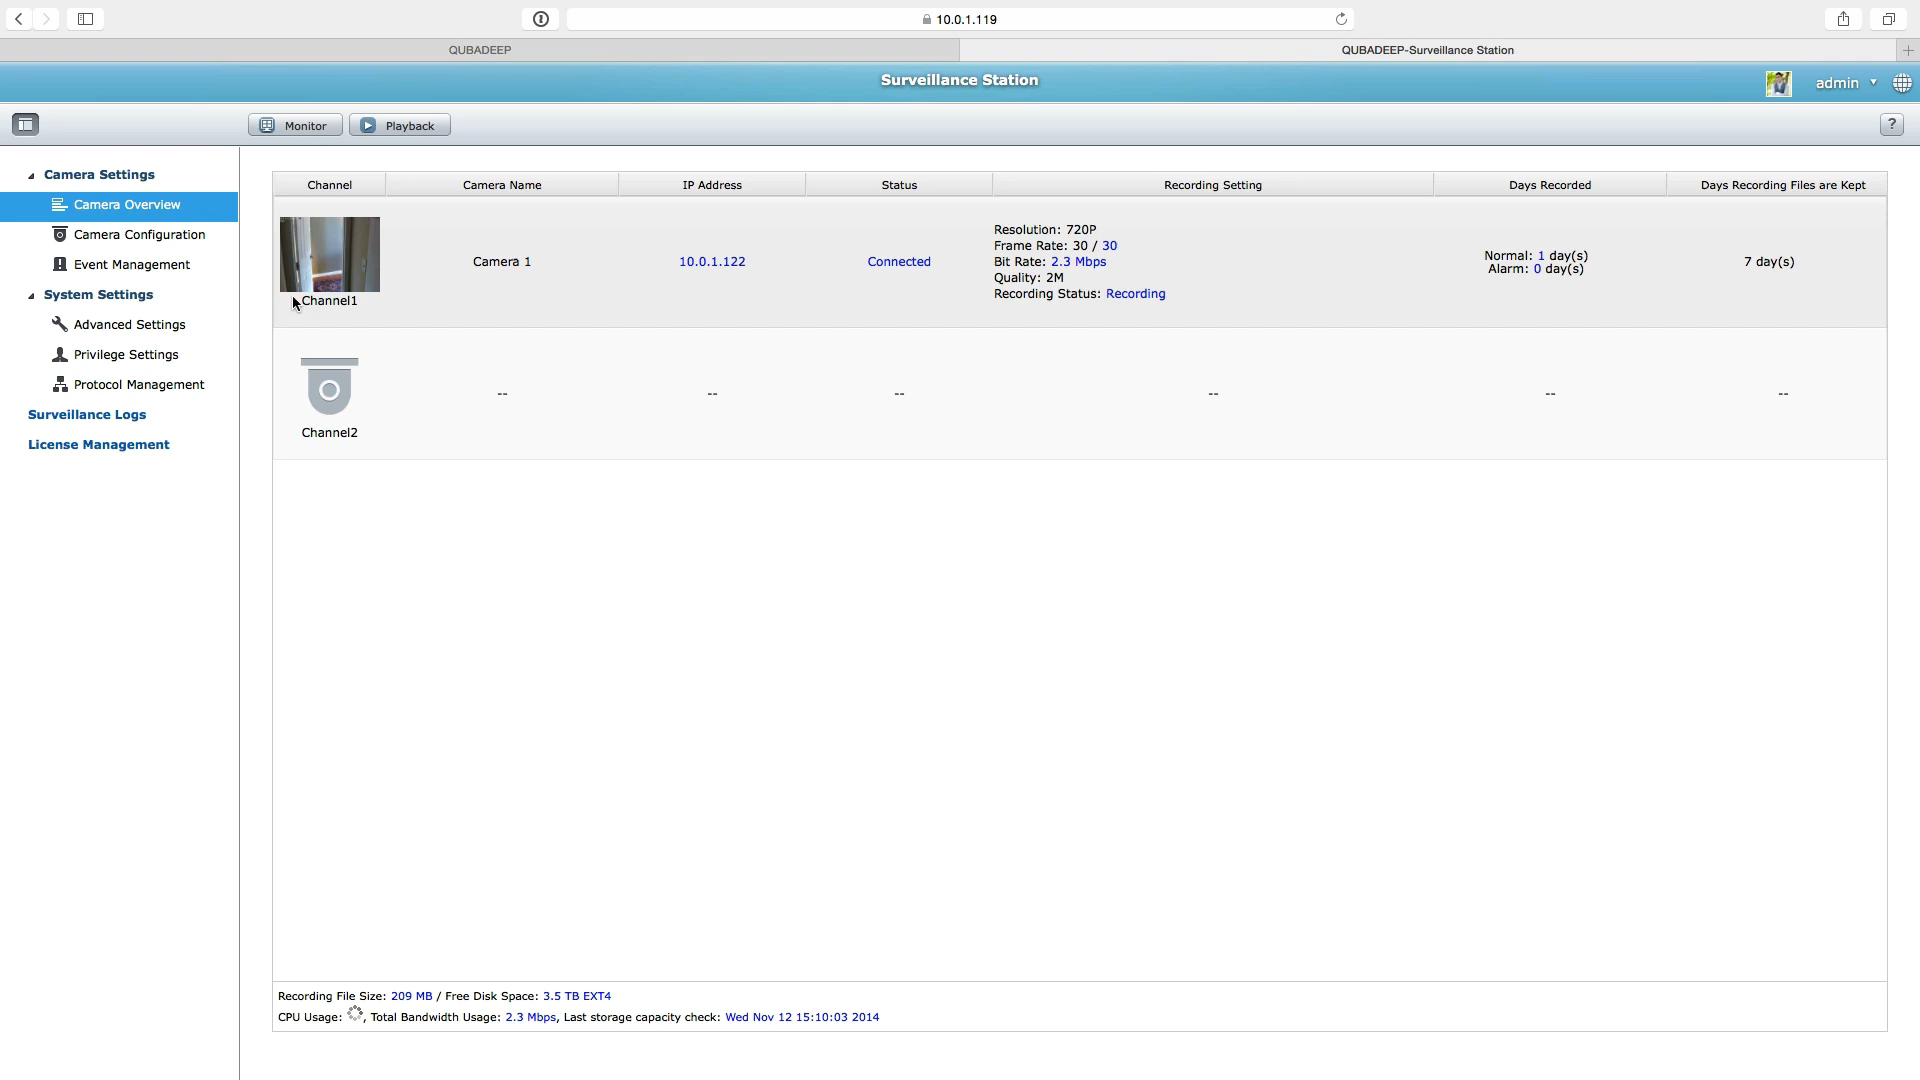 10.0.1.119
QUBADEEP
QUBADEEP-Surveillance Station
Surveillance Station
admin
Monitor
Playback
?
Camera Settings
Camera Overview
Camera Configuration
Event Management
System Settings
Advanced Settings
Privilege Settings
Protocol Management
Surveillance Logs
License Management
Channel Camera Name IP Address Status Recording Setting Days Recorded Days Recording Files are Kept
Channel1
Camera 1
10.0.1.122
Connected
Resolution: 720P
Frame Rate: 30 / 30
Bit Rate: 2.3 Mbps
Quality: 2M
Recording Status: Recording
Normal: 1 day(s)
Alarm: 0 day(s)
7 day(s)
Channel2
-- -- -- -- -- --
Recording File Size: 209 MB / Free Disk Space: 3.5 TB EXT4
CPU Usage: , Total Bandwidth Usage: 2.3 Mbps, Last storage capacity check: Wed Nov 12 15:10:03 2014